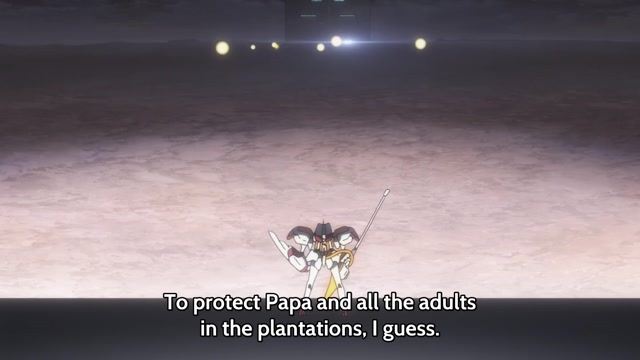 To protect Papa and all the adults
in the plantations, I guess.